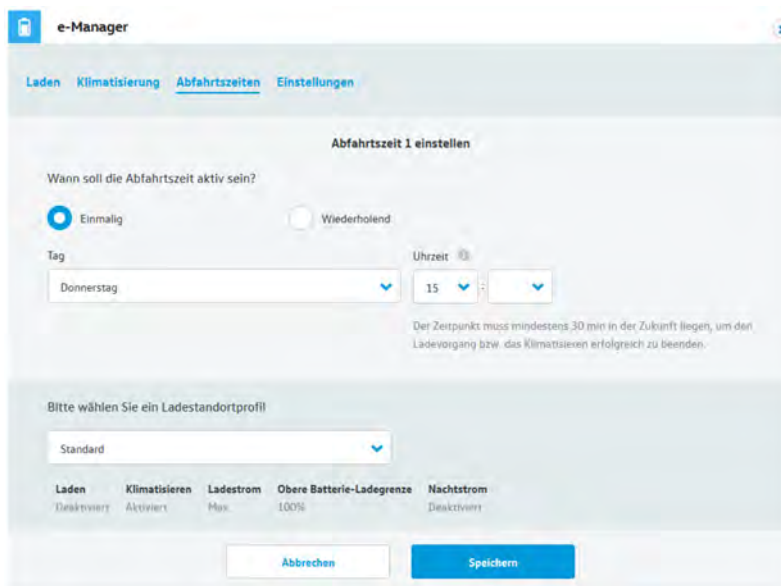 e-Manager
Laden Klimatisierung Abfahrtszeiten Einstellungen
Abfahrtszeit 1 einstellen
Wann soll die Abfahrtszeit aktiv sein?
Einmalig Wiederholend
Tag Uhrzeit
Donnerstag 15 :
Der Zeitpunkt muss mindestens 30 min in der Zukunft liegen, um den
Ladevorgang bzw. das Klimatisieren erfolgreich zu beenden.
Bitte wählen Sie ein Ladestandortprofil
Standard
Laden Klimatisieren Ladestrom Obere Batterie-Ladegrenze Nachtstrom
Deaktiviert Aktiviert Max 100% Deaktiviert
Abbrechen Speichern